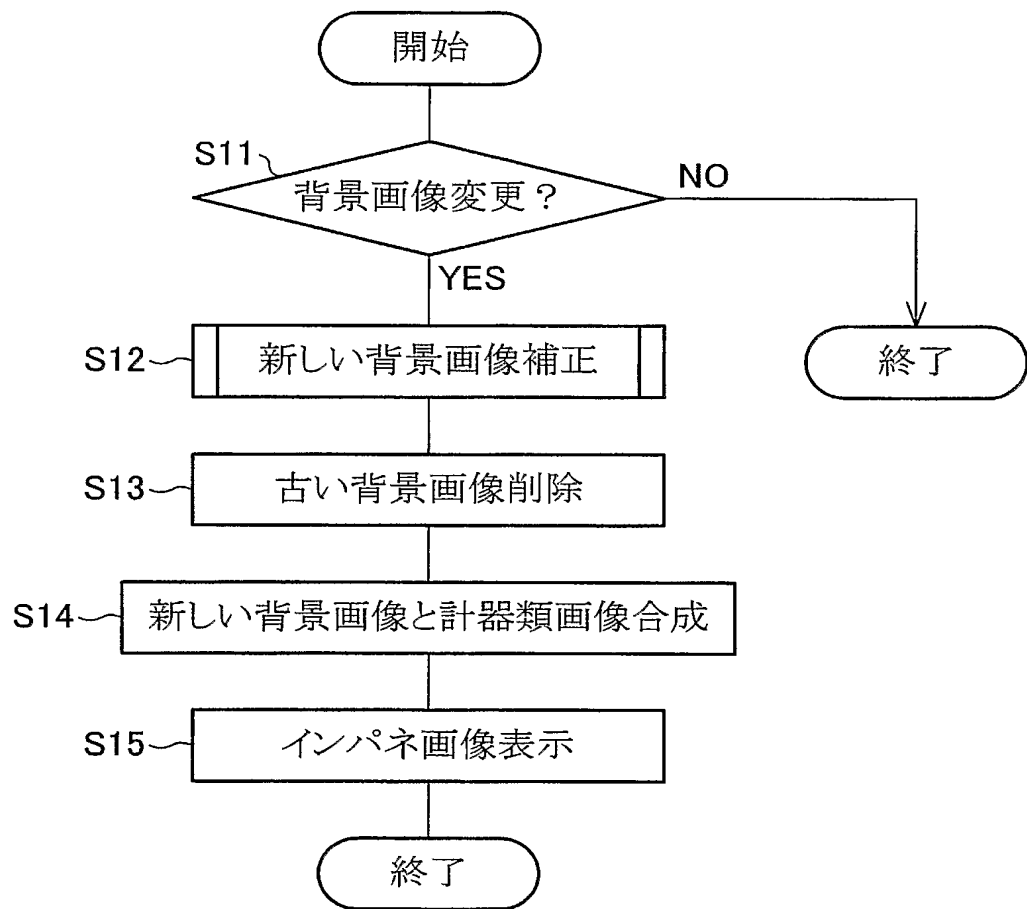 開始
S11
背景画像変更？
NO
YES
S12
新しい背景画像補正
終了
S13
古い背景画像削除
S14
新しい背景画像と計器類画像合成
S15
インパネ画像表示
終了